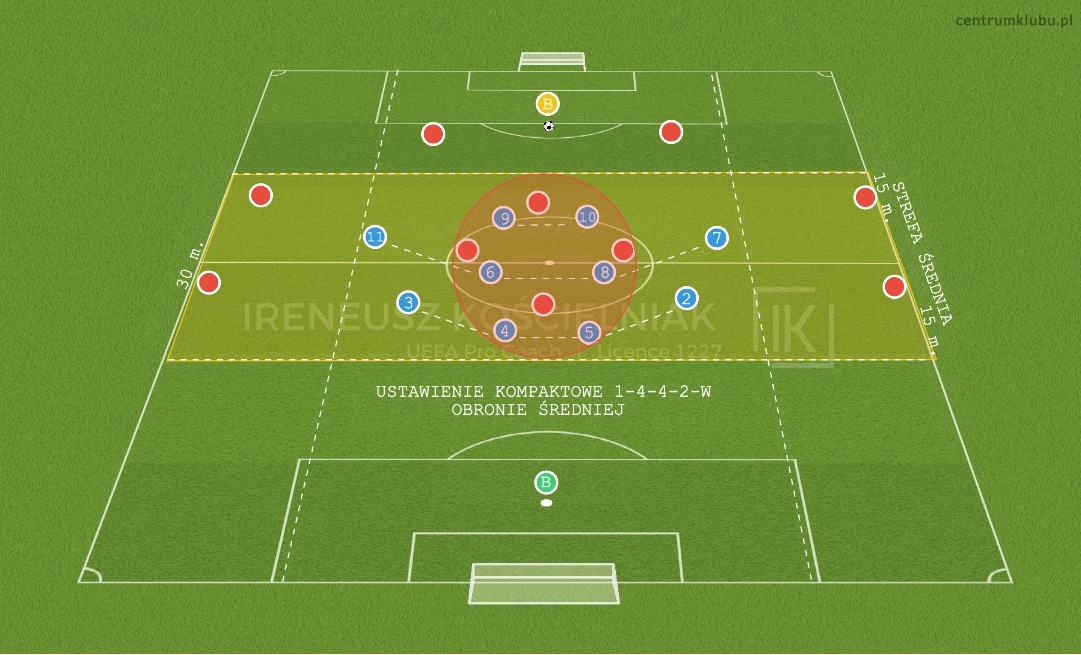 centrumklubu.pl
B
9
10
11
7
6
8
3
2
4
5
30 m.
15 m.
STREFA ŚREDNIA
15 m.
IRENEUSZ KOŚCIELNIAK
IK
UEFA Pro Coach | Licence 1227
USTAWIENIE KOMPAKTOWE 1-4-4-2-W
OBRONIE ŚREDNIEJ
B